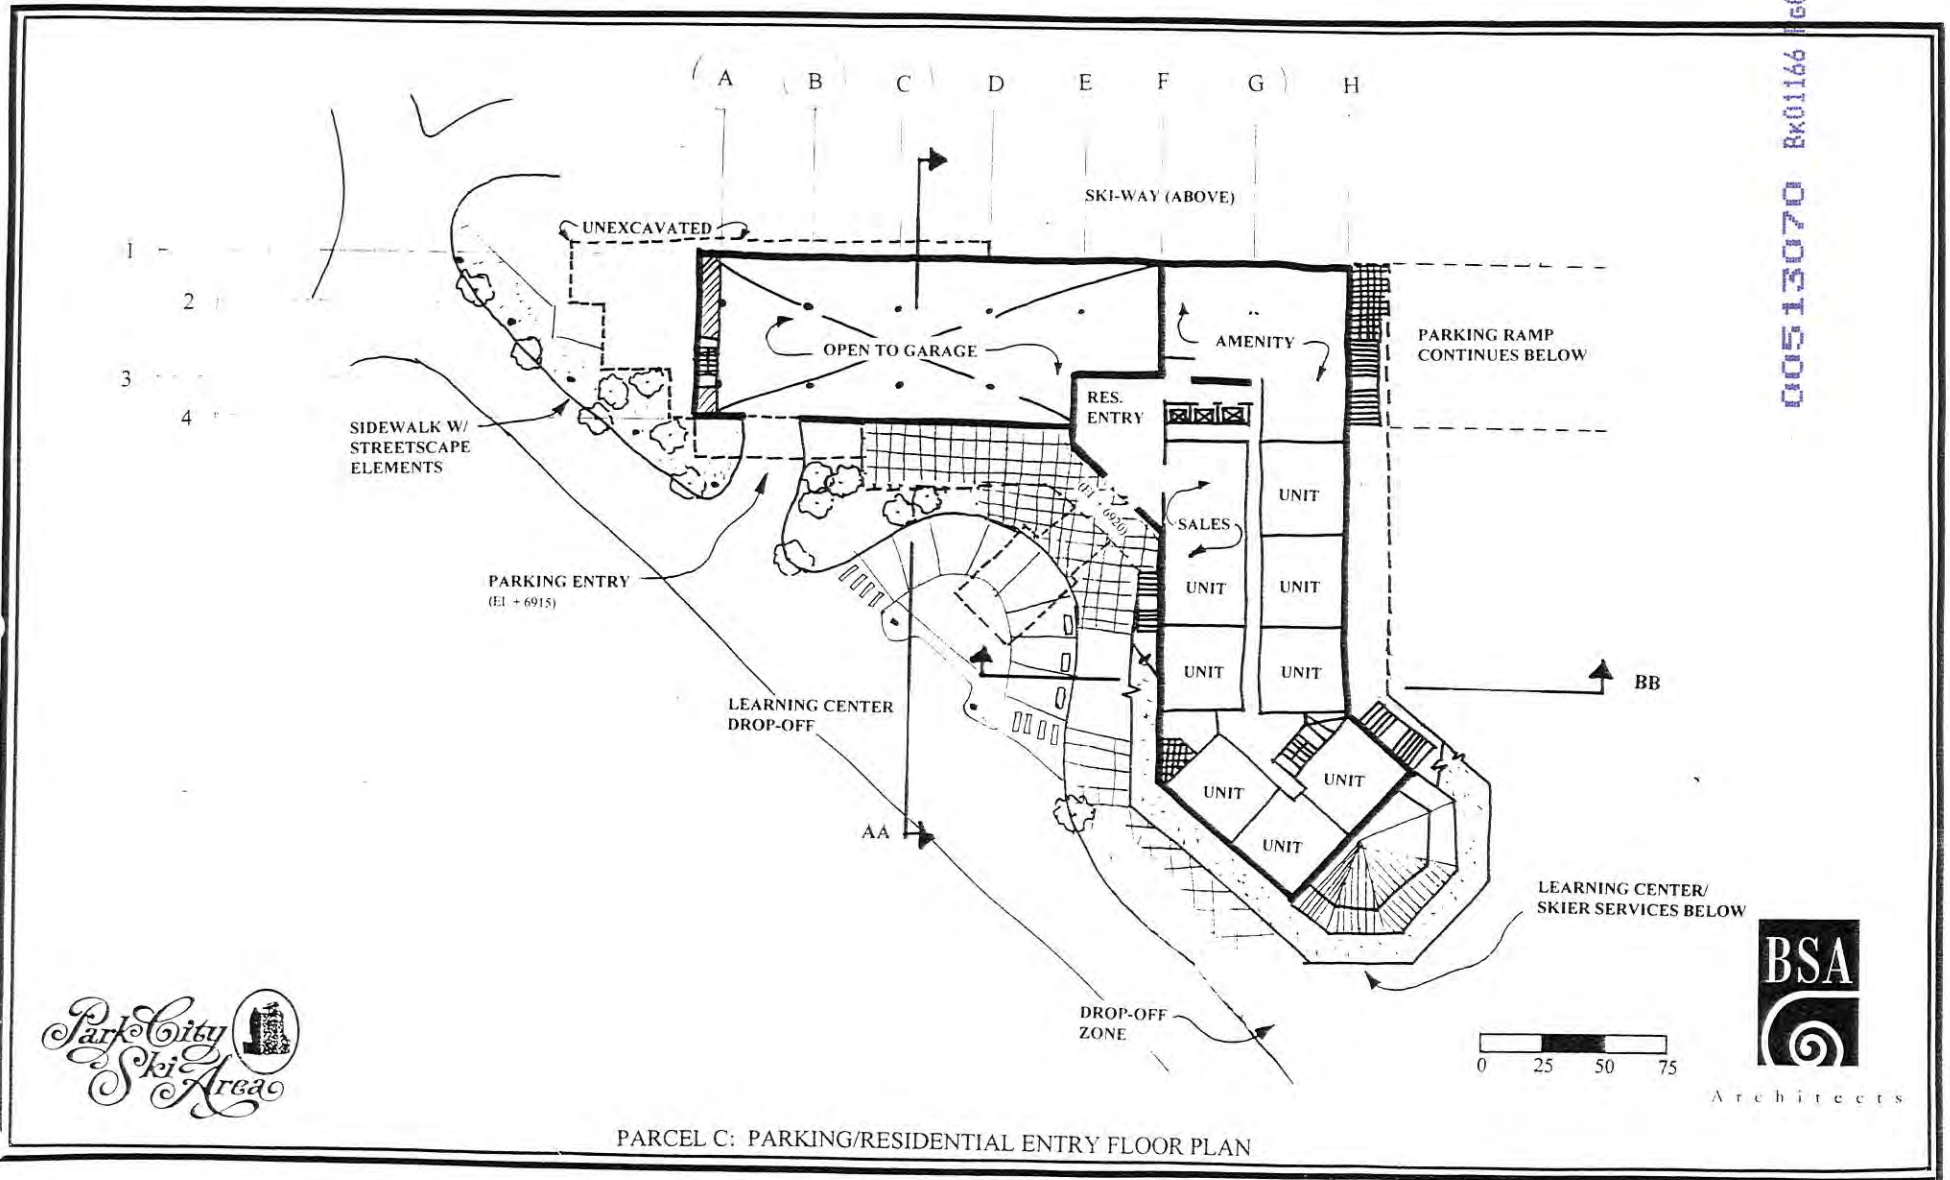 00513070 Bk01166
A B C D E F G H
SKI-WAY (ABOVE)
UNEXCAVATED
1
2
3
4
OPEN TO GARAGE
AMENITY
PARKING RAMP
CONTINUES BELOW
RES.
ENTRY
SIDEWALK W/
STREETSCAPE
ELEMENTS
(El + 6920)
UNIT
SALES
PARKING ENTRY
(El + 6915)
UNIT
UNIT
UNIT
UNIT
BB
LEARNING CENTER
DROP-OFF
UNIT
UNIT
UNIT
AA
LEARNING CENTER/
SKIER SERVICES BELOW
DROP-OFF
ZONE
0 25 50 75
Park City
Ski Area
BSA
Architects
PARCEL C: PARKING/RESIDENTIAL ENTRY FLOOR PLAN